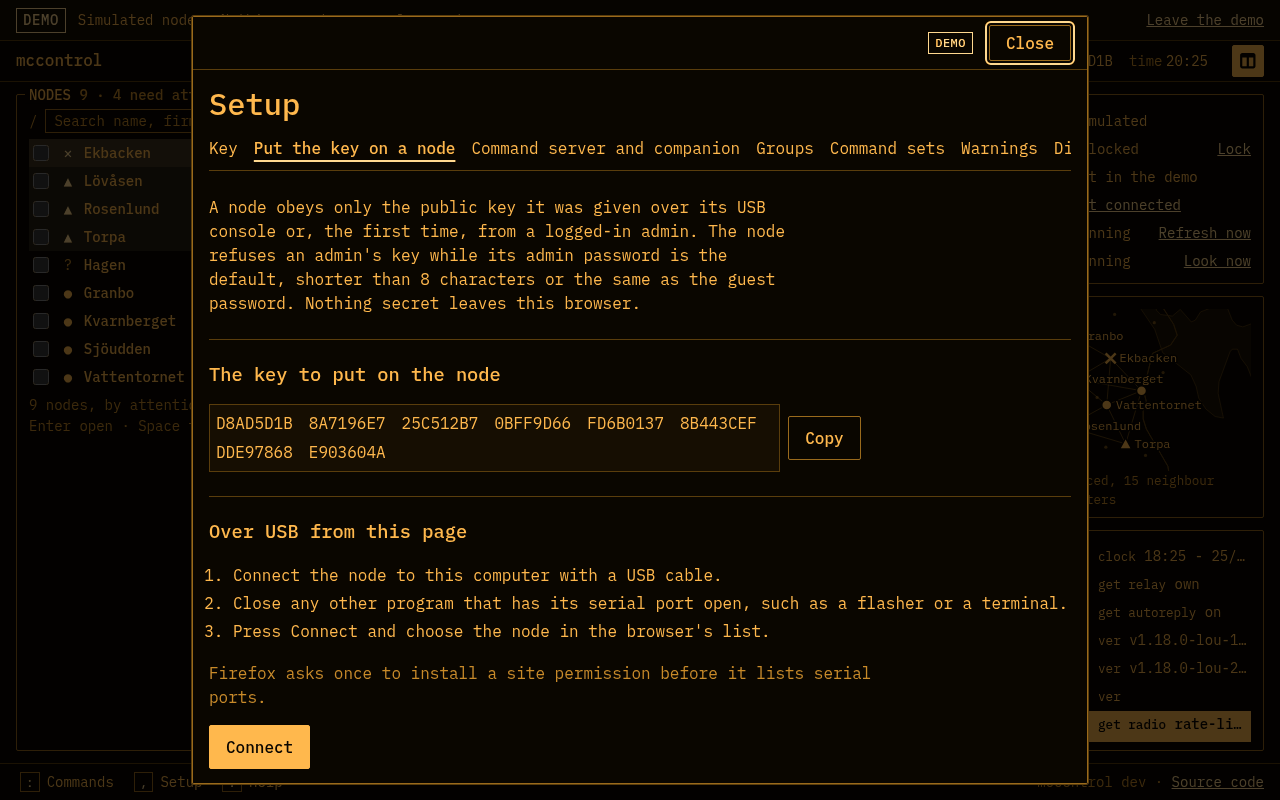 DEMO Simulated node
Leave the demo
mccontrol
D1B time 20:25
NODES 9 · 4 need att
/ Search name, firm
× Ekbacken
▲ Lövåsen
▲ Rosenlund
▲ Torpa
? Hagen
● Granbo
● Kvarnberget
● Sjöudden
● Vattentornet
9 nodes, by attentio
Enter open · Space
DEMO
Close
Setup
Key Put the key on a node Command server and companion Groups Command sets Warnings Di
A node obeys only the public key it was given over its USB
console or, the first time, from a logged-in admin. The node
refuses an admin's key while its admin password is the
default, shorter than 8 characters or the same as the guest
password. Nothing secret leaves this browser.
The key to put on the node
D8AD5D1B 8A7196E7 25C512B7 0BFF9D66 FD6B0137 8B443CEF
DDE97868 E903604A
Copy
Over USB from this page
1. Connect the node to this computer with a USB cable.
2. Close any other program that has its serial port open, such as a flasher or a terminal.
3. Press Connect and choose the node in the browser's list.
Firefox asks once to install a site permission before it lists serial
ports.
Connect
mulated
locked Lock
t in the demo
t connected
nning Refresh now
nning Look now
ranbo
Ekbacken
Kvarnberget
Vattentornet
osenlund
Torpa
ted, 15 neighbour
ters
clock 18:25 - 25/…
get relay own
get autoreply on
ver v1.18.0-lou-1…
ver v1.18.0-lou-2…
ver
get radio rate-li…
: Commands , Setup
mccontrol dev · Source code